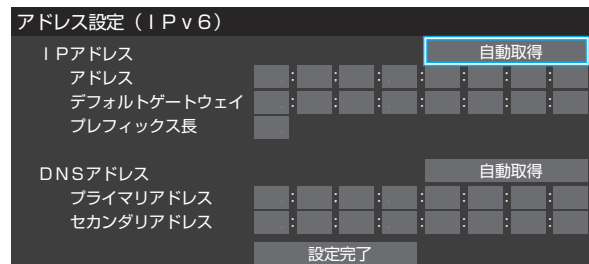 アドレス設定（ＩＰｖ６）
ＩＰアドレス 自動取得
アドレス : : : : : : :
デフォルトゲートウェイ : : : : : : :
プレフィックス長
ＤＮＳアドレス 自動取得
プライマリアドレス : : : : : : :
セカンダリアドレス : : : : : : :
設定完了